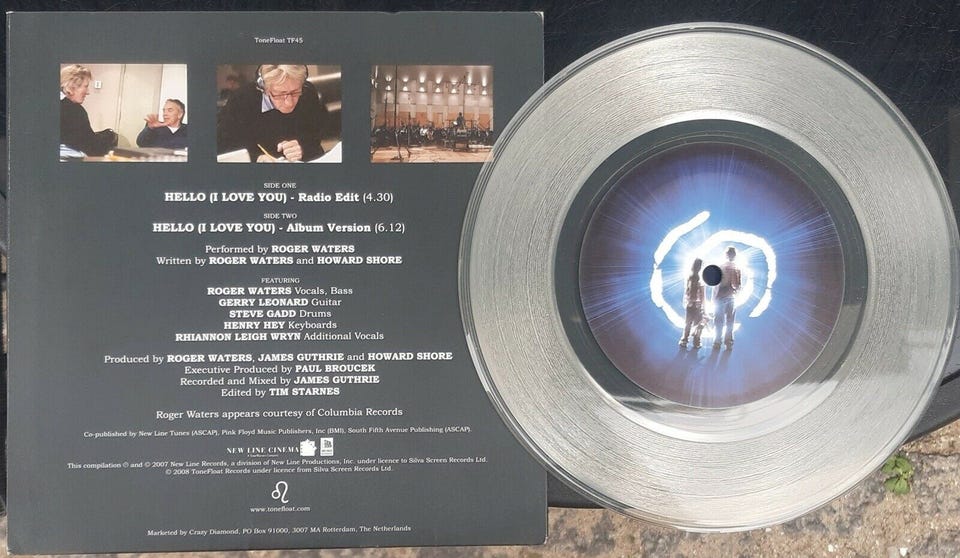 ToneFloat TF45
SIDE ONE
HELLO (I LOVE YOU) - Radio Edit (4.30)
SIDE TWO
HELLO (I LOVE YOU) - Album Version (6.12)
Performed by ROGER WATERS
Written by ROGER WATERS and HOWARD SHORE
FEATURING
ROGER WATERS Vocals, Bass
GERRY LEONARD Guitar
STEVE GADD Drums
HENRY HEY Keyboards
RHIANNON LEIGH WRYN Additional Vocals
Produced by ROGER WATERS, JAMES GUTHRIE and HOWARD SHORE
Executive Produced by PAUL BROUCEK
Recorded and Mixed by JAMES GUTHRIE
Edited by TIM STARNES
Roger Waters appears courtesy of Columbia Records
Co-published by New Line Tunes (ASCAP), Pink Floyd Music Publishers, Inc (BMI), South Fifth Avenue Publishing (ASCAP).
NEW LINE CINEMA
This compilation ℗ and © 2007 New Line Records, a division of New Line Productions, Inc. under licence to Silva Screen Records Ltd.
© 2008 ToneFloat Records under licence from Silva Screen Records Ltd.
www.tonefloat.com
Marketed by Crazy Diamond, PO Box 91000, 3007 MA Rotterdam, The Netherlands